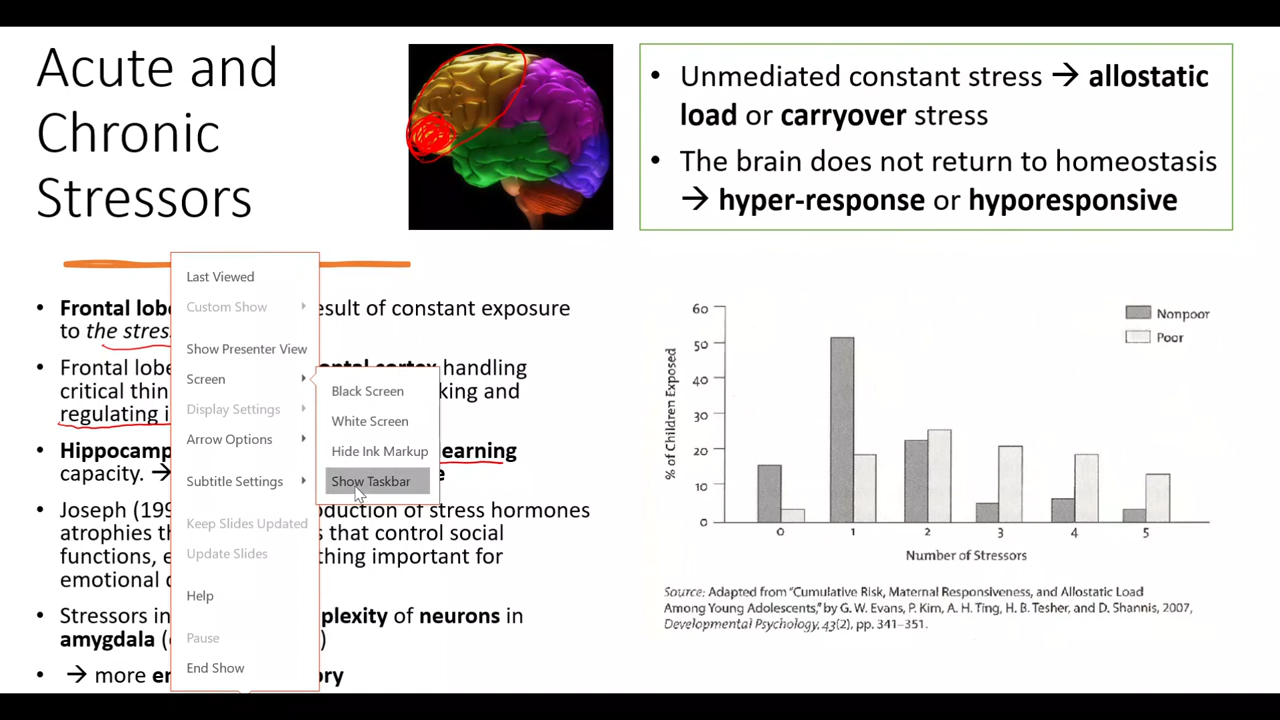 Acute and
Chronic
Stressors
• Unmediated constant stress → allostatic
load or carryover stress
• The brain does not return to homeostasis
→ hyper-response or hyporesponsive
• Frontal lobe esult of constant exposure
to the stres
• Frontal lobe ontal cortex handling
critical thin king and
regulating i
• Hippocamp learning
capacity. → e
• Joseph (199 oduction of stress hormones
atrophies th s that control social
functions, e thing important for
emotional
• Stressors in plexity of neurons in
amygdala ( )
• → more e ry
Last Viewed
Custom Show
Show Presenter View
Screen
Display Settings
Arrow Options
Subtitle Settings
Keep Slides Updated
Update Slides
Help
Pause
End Show
Black Screen
White Screen
Hide Ink Markup
Show Taskbar
Nonpoor
Poor
% of Children Exposed
60
50
40
30
20
10
0
0 1 2 3 4 5
Number of Stressors
Source: Adapted from "Cumulative Risk, Maternal Responsiveness, and Allostatic Load
Among Young Adolescents," by G. W. Evans, P. Kim, A. H. Ting, H. B. Tesher, and D. Shannis, 2007,
Developmental Psychology, 43(2), pp. 341–351.